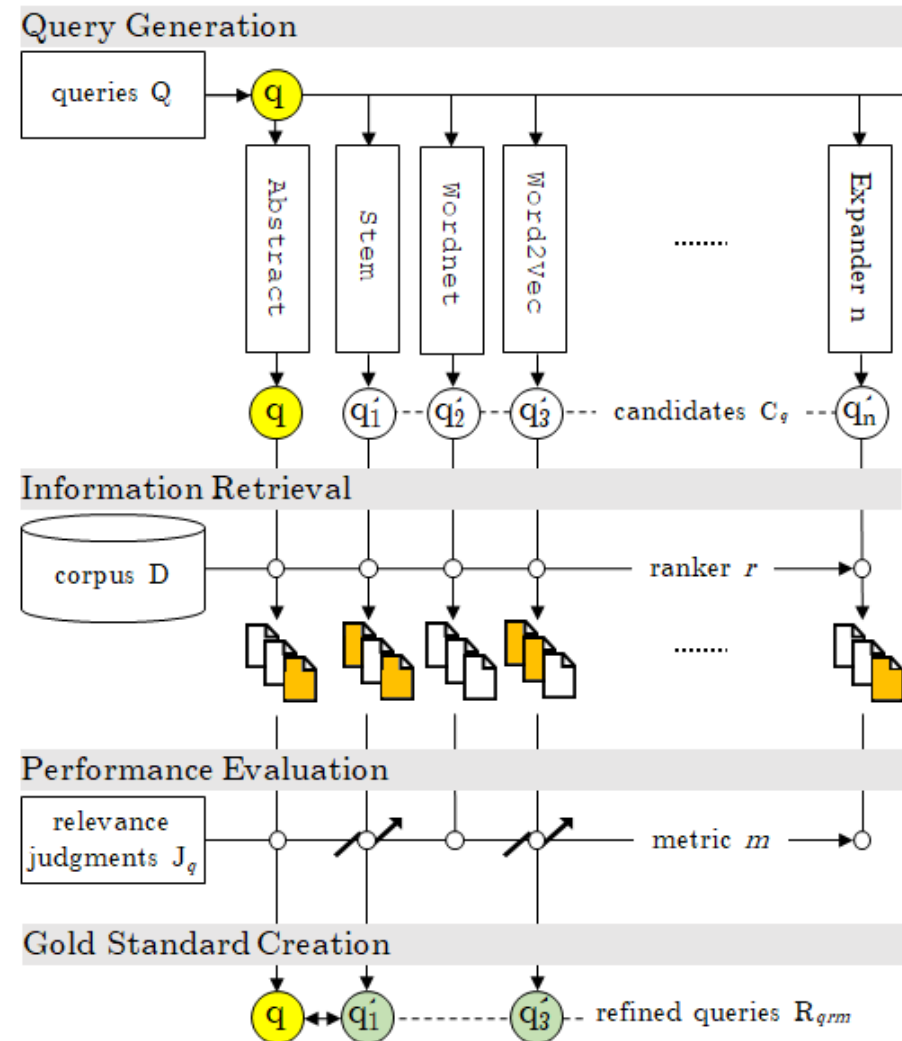 Query Generation
queries Q
q
Abstract
Stem
Wordnet
Word2Vec
........
Expander n
q
q′1
q′2
q′3
candidates Cq
q′n
Information Retrieval
corpus D
ranker r
........
Performance Evaluation
relevance
judgments Jq
metric m
Gold Standard Creation
q
q′1
q′3
refined queries Rqrm